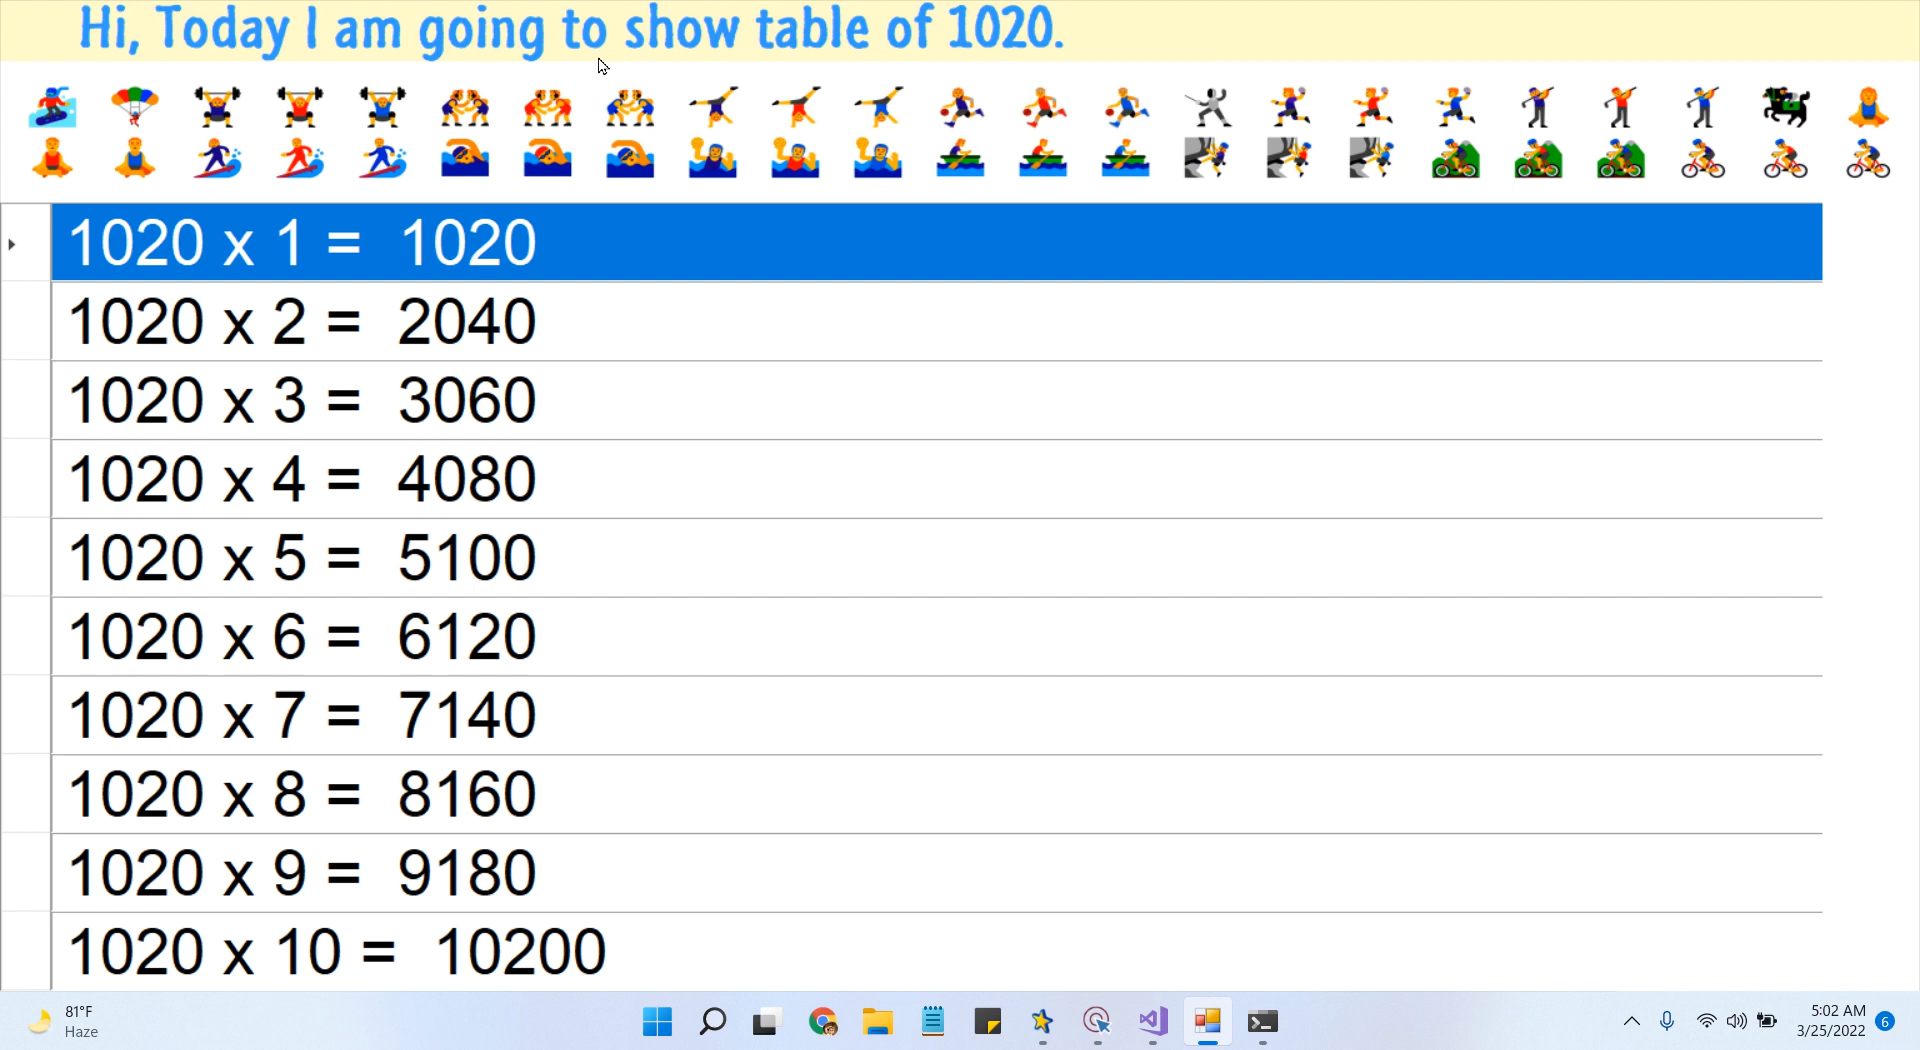 Hi, Today I am going to show table of 1020.
1020 x 1 = 1020
1020 x 2 = 2040
1020 x 3 = 3060
1020 x 4 = 4080
1020 x 5 = 5100
1020 x 6 = 6120
1020 x 7 = 7140
1020 x 8 = 8160
1020 x 9 = 9180
1020 x 10 = 10200
81°F
Haze
5:02 AM
3/25/2022
6